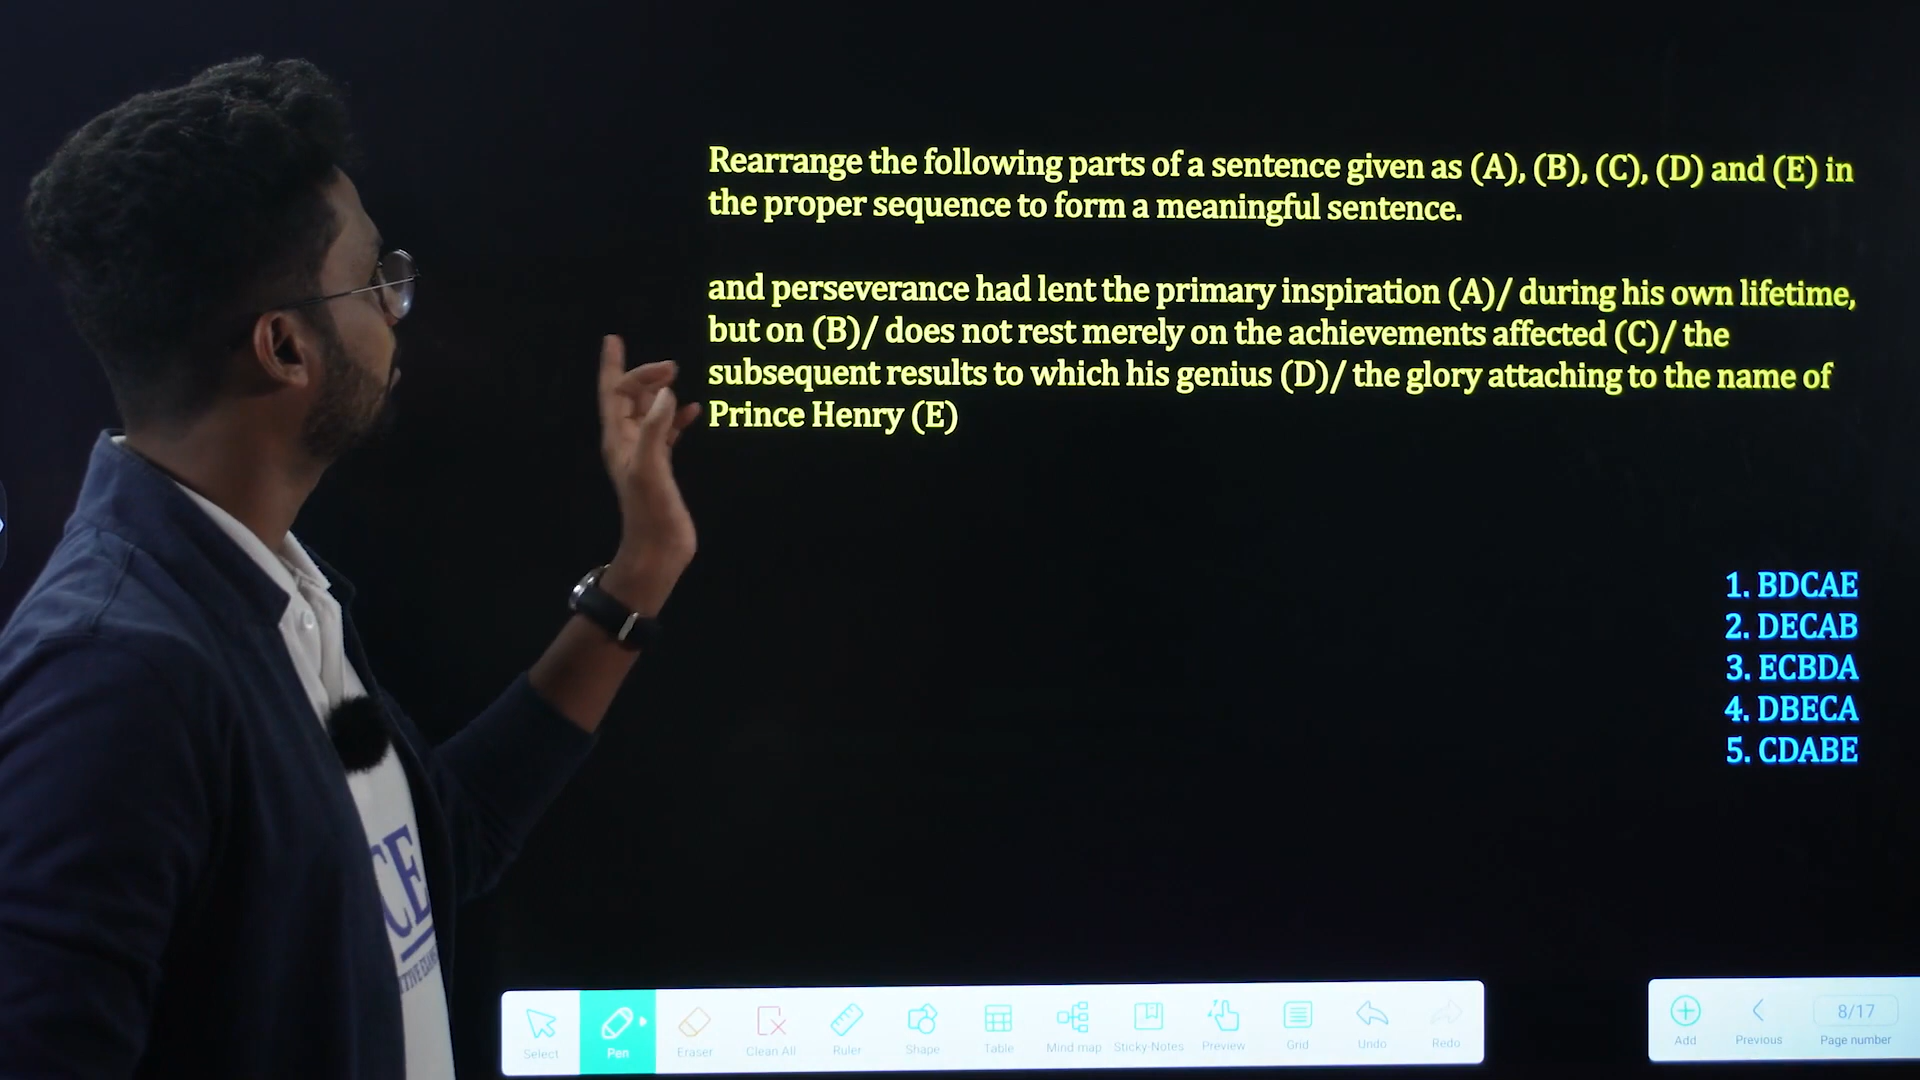 Rearrange the following parts of a sentence given as (A), (B), (C), (D) and (E) in
the proper sequence to form a meaningful sentence.
and perseverance had lent the primary inspiration (A)/ during his own lifetime,
but on (B)/ does not rest merely on the achievements affected (C)/ the
subsequent results to which his genius (D)/ the glory attaching to the name of
Prince Henry (E)
1. BDCAE
2. DECAB
3. ECBDA
4. DBECA
5. CDABE
CE
Select
Pen
Eraser
Clean All
Ruler
Shape
Table
Mind map
Sticky-Notes
Preview
Grid
Undo
Redo
Add
Previous
8/17
Page number